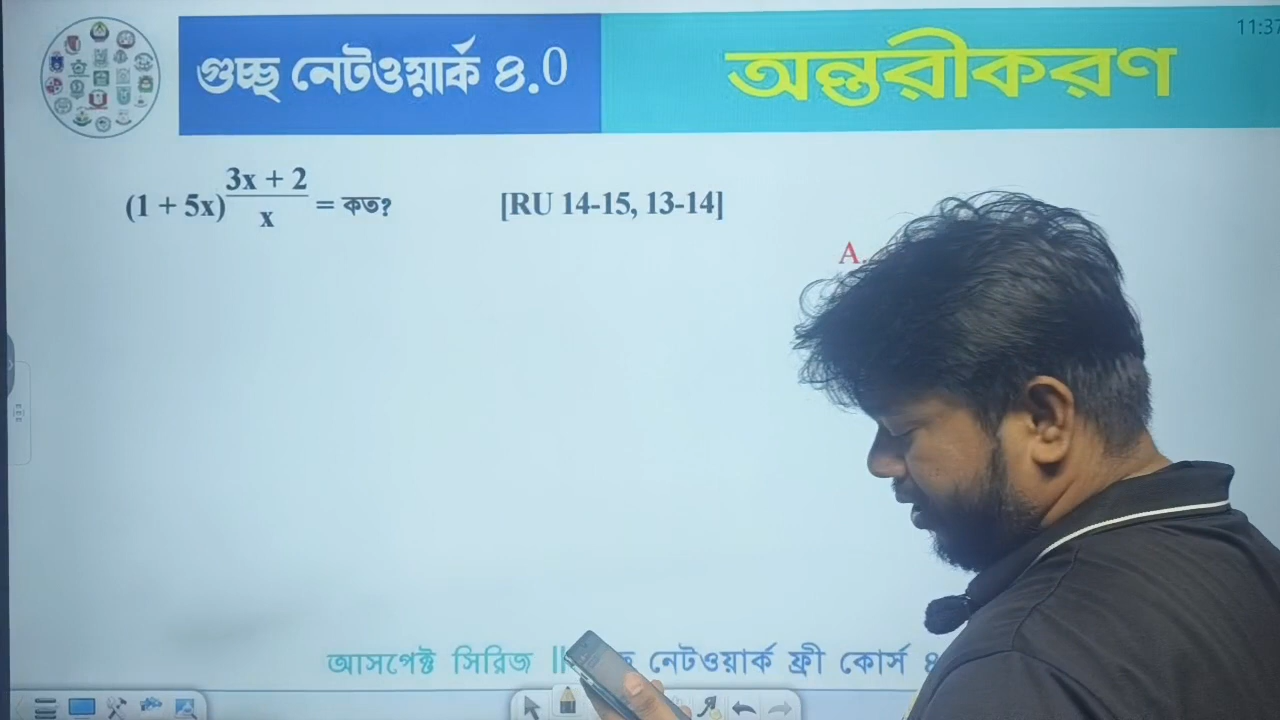 গুচ্ছ নেটওয়ার্ক ৪.0
অন্তরীকরণ
11:37
(1 + 5x)^(3x + 2)/x = কত? [RU 14-15, 13-14]
A.
আসপেক্ট সিরিজ || নেটওয়ার্ক ফ্রী কোর্স ৪